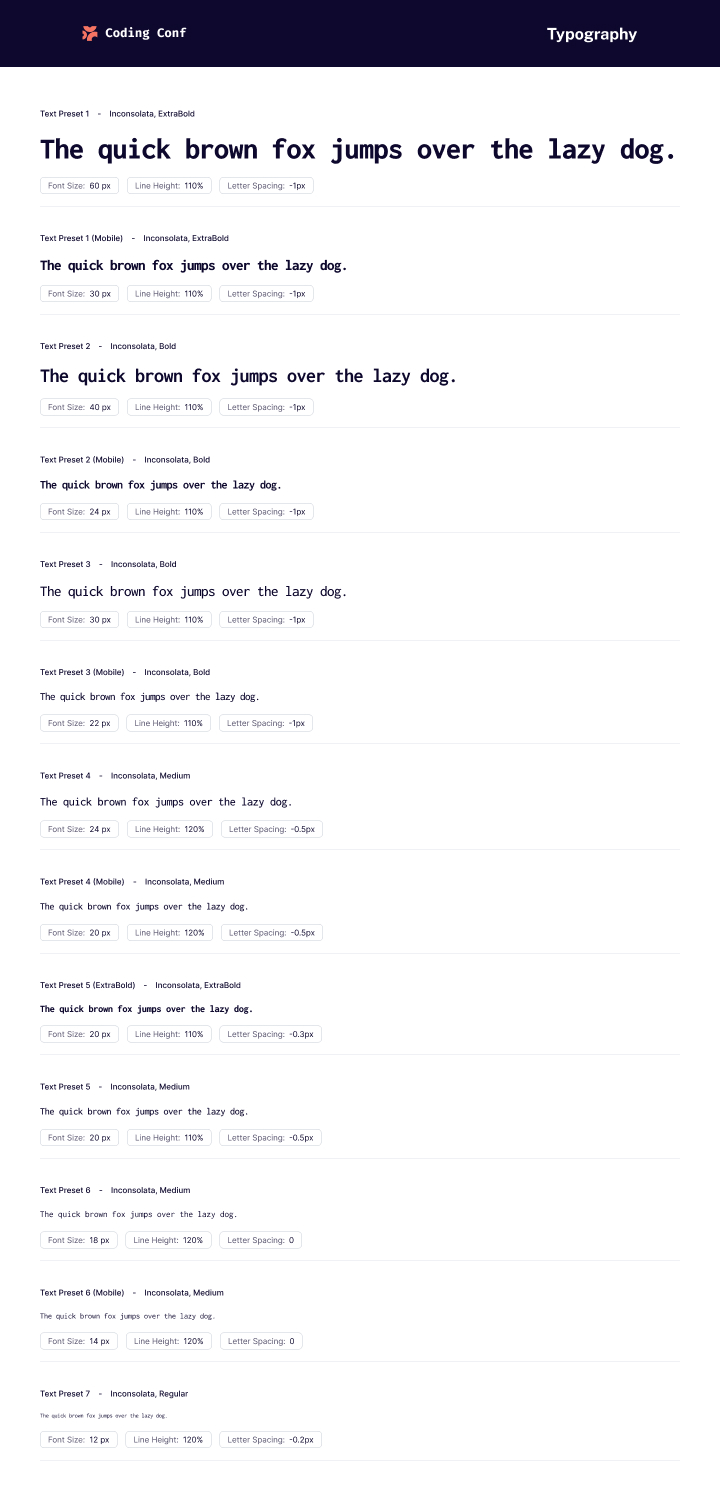 Coding Conf Typography
Text Preset 1 - Inconsolata, ExtraBold
The quick brown fox jumps over the lazy dog.
Font Size: 60 px Line Height: 110% Letter Spacing: -1px
Text Preset 1 (Mobile) - Inconsolata, ExtraBold
The quick brown fox jumps over the lazy dog.
Font Size: 30 px Line Height: 110% Letter Spacing: -1px
Text Preset 2 - Inconsolata, Bold
The quick brown fox jumps over the lazy dog.
Font Size: 40 px Line Height: 110% Letter Spacing: -1px
Text Preset 2 (Mobile) - Inconsolata, Bold
The quick brown fox jumps over the lazy dog.
Font Size: 24 px Line Height: 110% Letter Spacing: -1px
Text Preset 3 - Inconsolata, Bold
The quick brown fox jumps over the lazy dog.
Font Size: 30 px Line Height: 110% Letter Spacing: -1px
Text Preset 3 (Mobile) - Inconsolata, Bold
The quick brown fox jumps over the lazy dog.
Font Size: 22 px Line Height: 110% Letter Spacing: -1px
Text Preset 4 - Inconsolata, Medium
The quick brown fox jumps over the lazy dog.
Font Size: 24 px Line Height: 120% Letter Spacing: -0.5px
Text Preset 4 (Mobile) - Inconsolata, Medium
The quick brown fox jumps over the lazy dog.
Font Size: 20 px Line Height: 120% Letter Spacing: -0.5px
Text Preset 5 (ExtraBold) - Inconsolata, ExtraBold
The quick brown fox jumps over the lazy dog.
Font Size: 20 px Line Height: 110% Letter Spacing: -0.3px
Text Preset 5 - Inconsolata, Medium
The quick brown fox jumps over the lazy dog.
Font Size: 20 px Line Height: 110% Letter Spacing: -0.5px
Text Preset 6 - Inconsolata, Medium
The quick brown fox jumps over the lazy dog.
Font Size: 18 px Line Height: 120% Letter Spacing: 0
Text Preset 6 (Mobile) - Inconsolata, Medium
The quick brown fox jumps over the lazy dog.
Font Size: 14 px Line Height: 120% Letter Spacing: 0
Text Preset 7 - Inconsolata, Regular
The quick brown fox jumps over the lazy dog.
Font Size: 12 px Line Height: 120% Letter Spacing: -0.2px